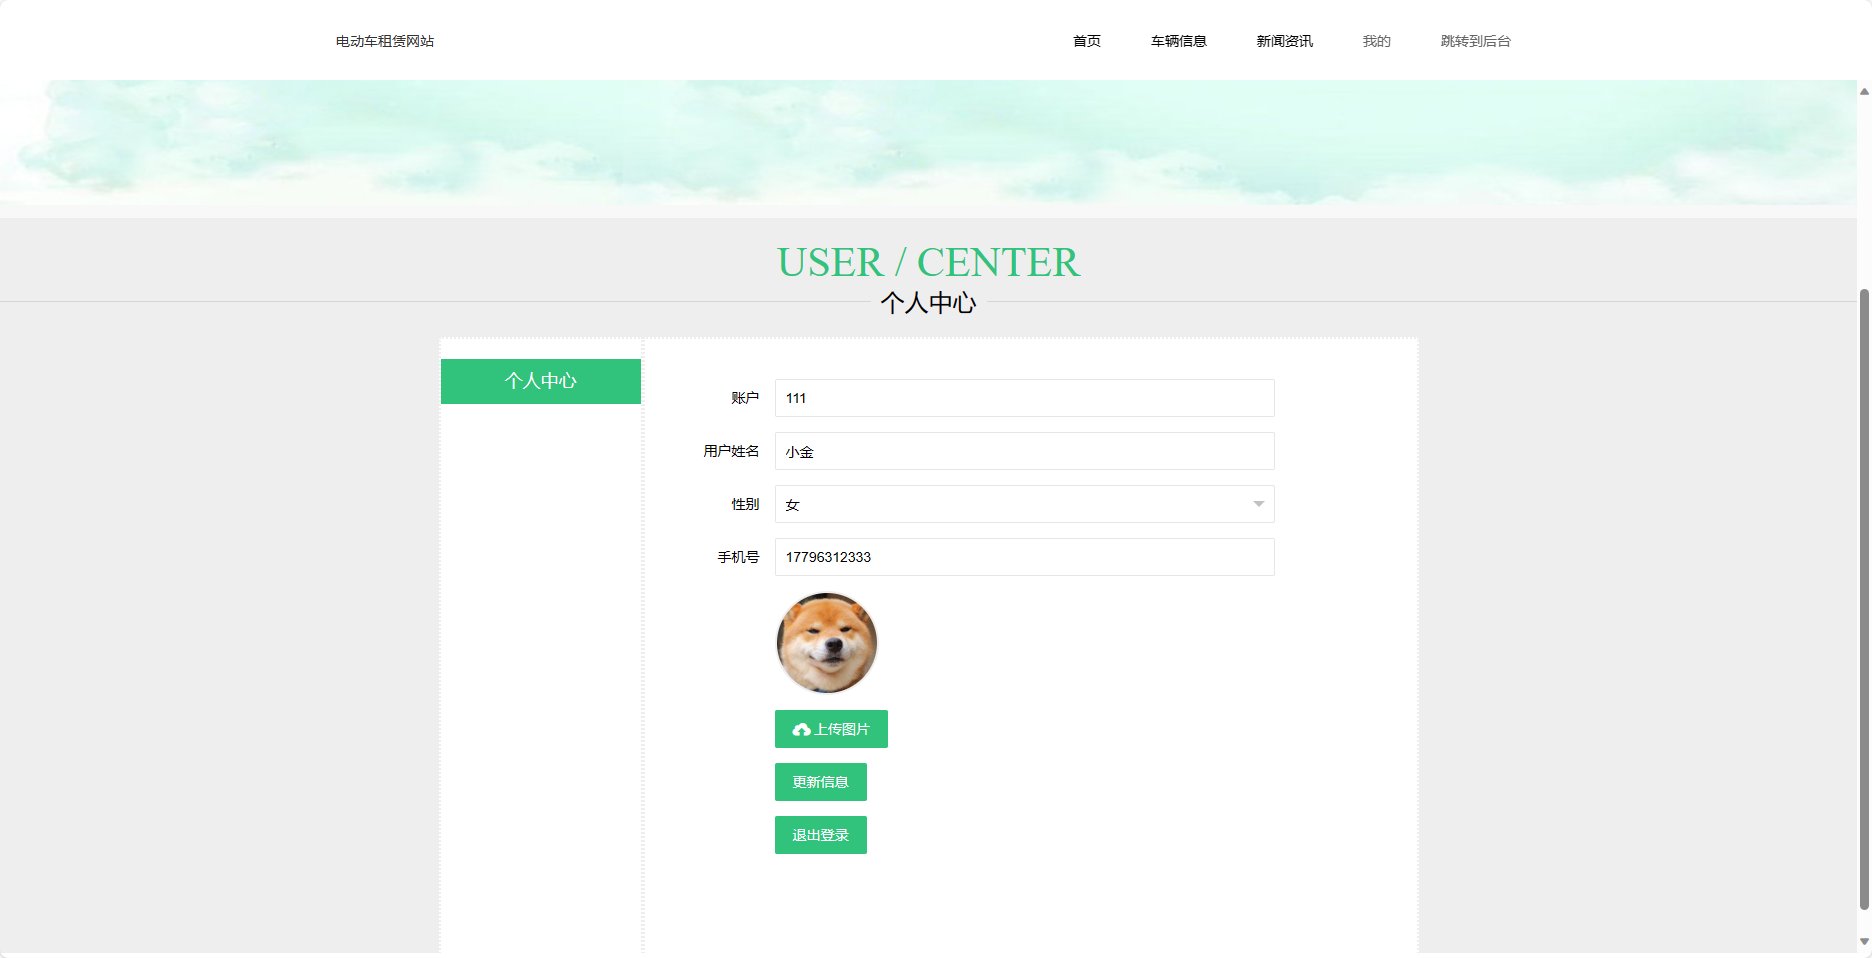 电动车租赁网站
首页 车辆信息 新闻资讯 我的 跳转到后台
USER / CENTER
个人中心
个人中心
账户 111
用户姓名 小金
性别 女
手机号 17796312333
上传图片
更新信息
退出登录